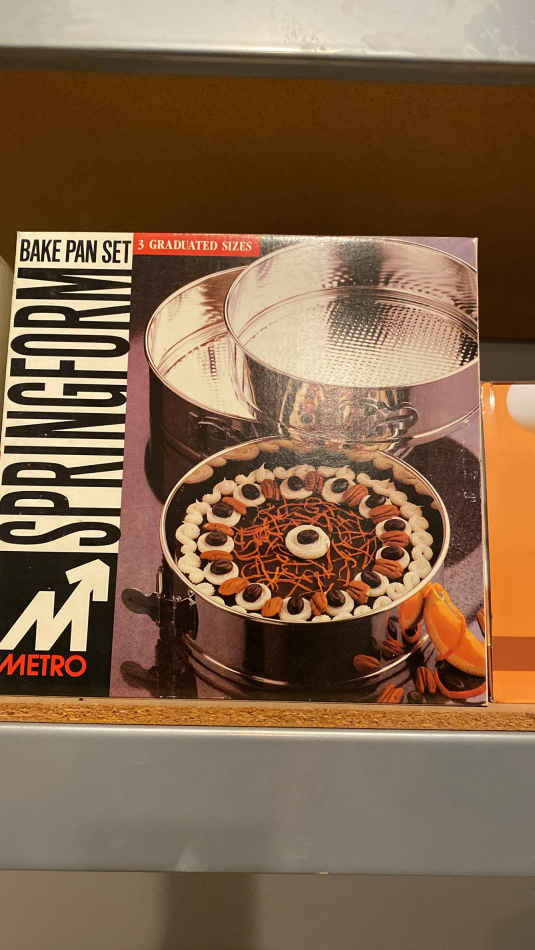 BAKE PAN SET
3 GRADUATED SIZES
SPRINGFORM
M
METRO